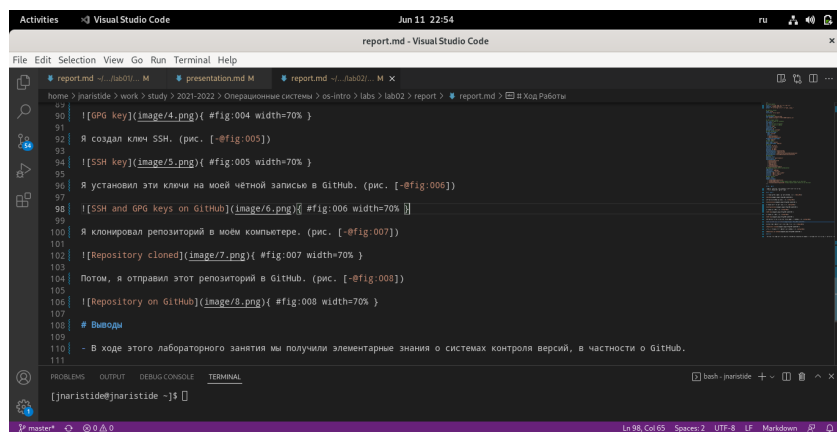 Activities Visual Studio Code Jun 11 22:54 ru
report.md - Visual Studio Code
File Edit Selection View Go Run Terminal Help
report.md ~/.../lab01/... M presentation.md M report.md ~/.../lab02/... M ×
home > jnaristide > work > study > 2021-2022 > Операционные системы > os-intro > labs > lab02 > report > report.md > # Ход Работы
89
90 ![GPG key](image/4.png){ #fig:004 width=70% }
91
92 Я создал ключ SSH. (рис. [-@fig:005])
93
94 ![SSH key](image/5.png){ #fig:005 width=70% }
95
96 Я установил эти ключи на моей чётной записью в GitHub. (рис. [-@fig:006])
97
98 ![SSH and GPG keys on GitHub](image/6.png){ #fig:006 width=70% }
99
100 Я клонировал репозиторий в моём компьютере. (рис. [-@fig:007])
101
102 ![Repository cloned](image/7.png){ #fig:007 width=70% }
103
104 Потом, я отправил этот репозиторий в GitHub. (рис. [-@fig:008])
105
106 ![Repository on GitHub](image/8.png){ #fig:008 width=70% }
107
108 # Выводы
109
110 - В ходе этого лабораторного занятия мы получили элементарные знания о системах контроля версий, в частности о GitHub.
111
54
PROBLEMS OUTPUT DEBUG CONSOLE TERMINAL bash - jnaristide
[jnaristide@jnaristide ~]$
1
master* 0 0 Ln 98, Col 65 Spaces: 2 UTF-8 LF Markdown